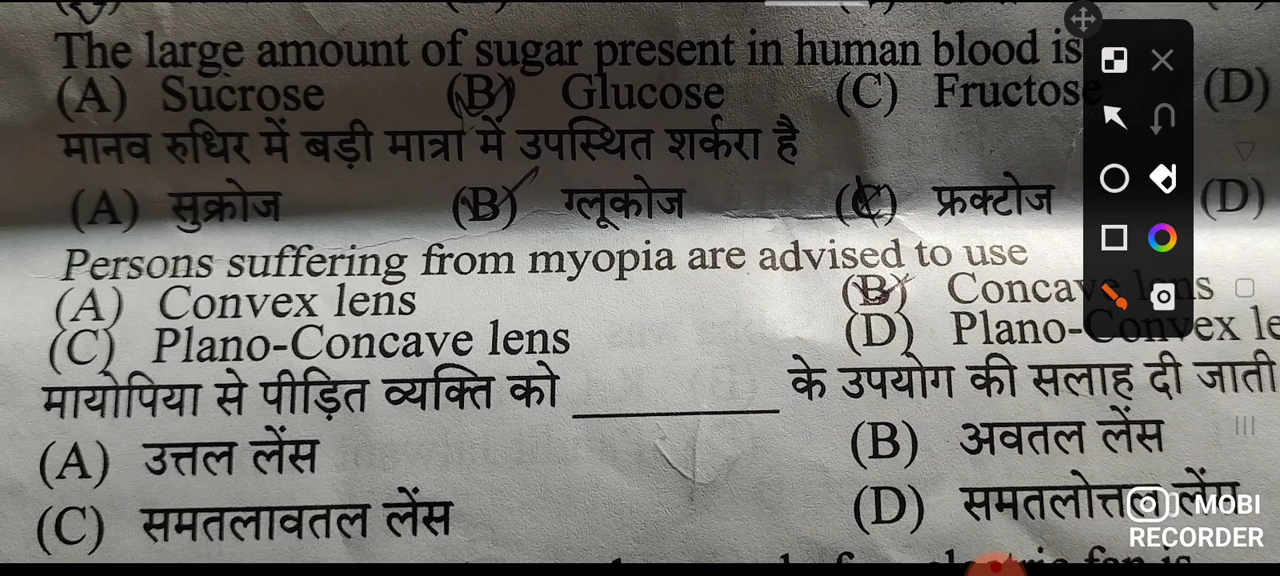 The large amount of sugar present in human blood is
(A) Sucrose (B) Glucose (C) Fructose (D)
मानव रुधिर में बड़ी मात्रा में उपस्थित शर्करा है
(A) सुक्रोज (B) ग्लूकोज (C) फ्रक्टोज (D)
Persons suffering from myopia are advised to use
(A) Convex lens (B) Concave lens
(C) Plano-Concave lens (D) Plano-Convex le
मायोपिया से पीड़ित व्यक्ति को ________ के उपयोग की सलाह दी जाती
(A) उत्तल लेंस (B) अवतल लेंस
(C) समतलावतल लेंस (D) समतलोत्तल लेंस
MOBI
RECORDER